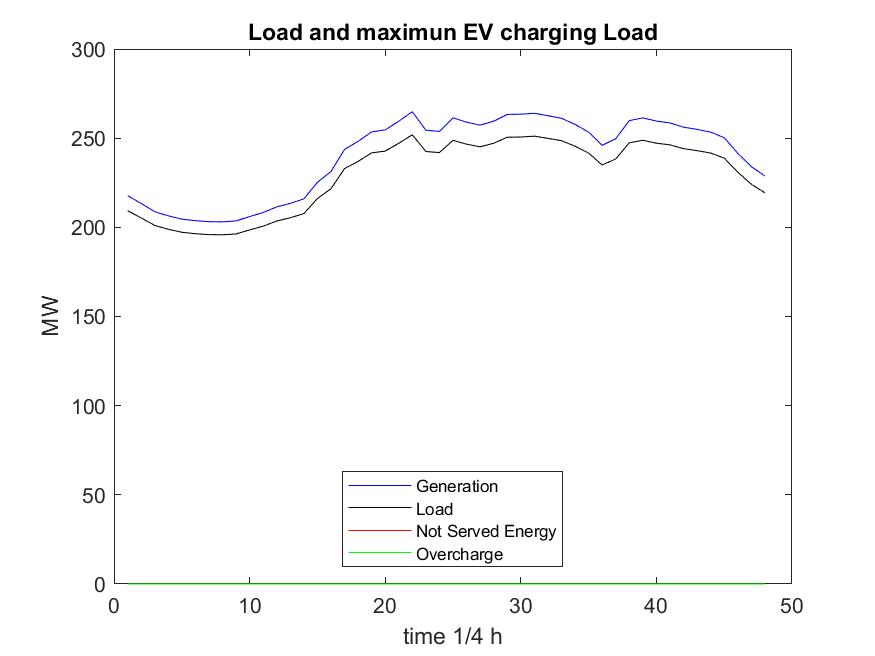 Load and maximun EV charging Load
300
250
200
150
100
50
0
MW
Generation
Load
Not Served Energy
Overcharge
0 10 20 30 40 50
time 1/4 h